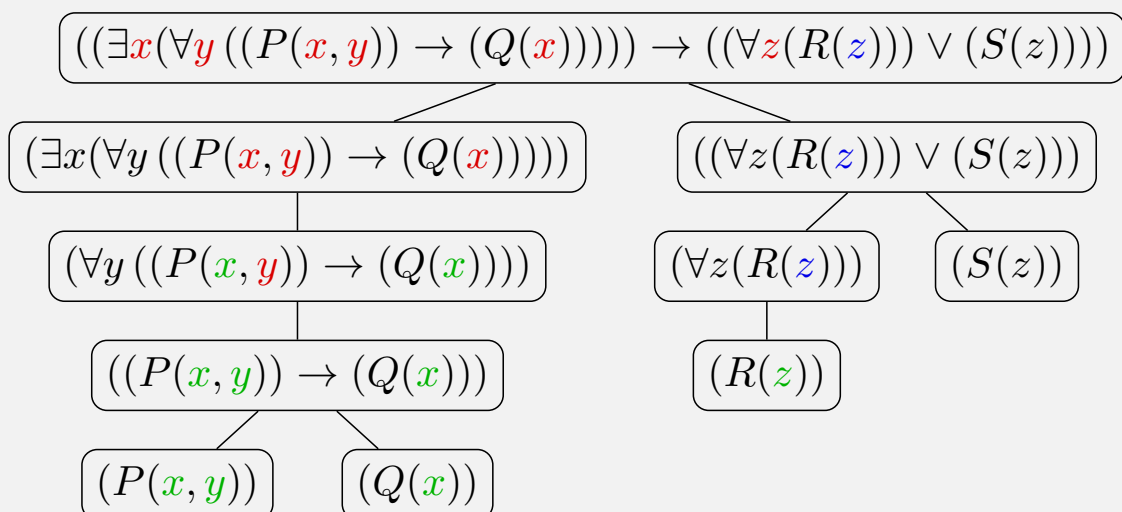 ((∃x(∀y ((P(x, y)) → (Q(x))))) → ((∀z(R(z))) ∨ (S(z))))
(∃x(∀y ((P(x, y)) → (Q(x)))))
((∀z(R(z))) ∨ (S(z)))
(∀y ((P(x, y)) → (Q(x))))
(∀z(R(z)))
(S(z))
((P(x, y)) → (Q(x)))
(R(z))
(P(x, y))
(Q(x))